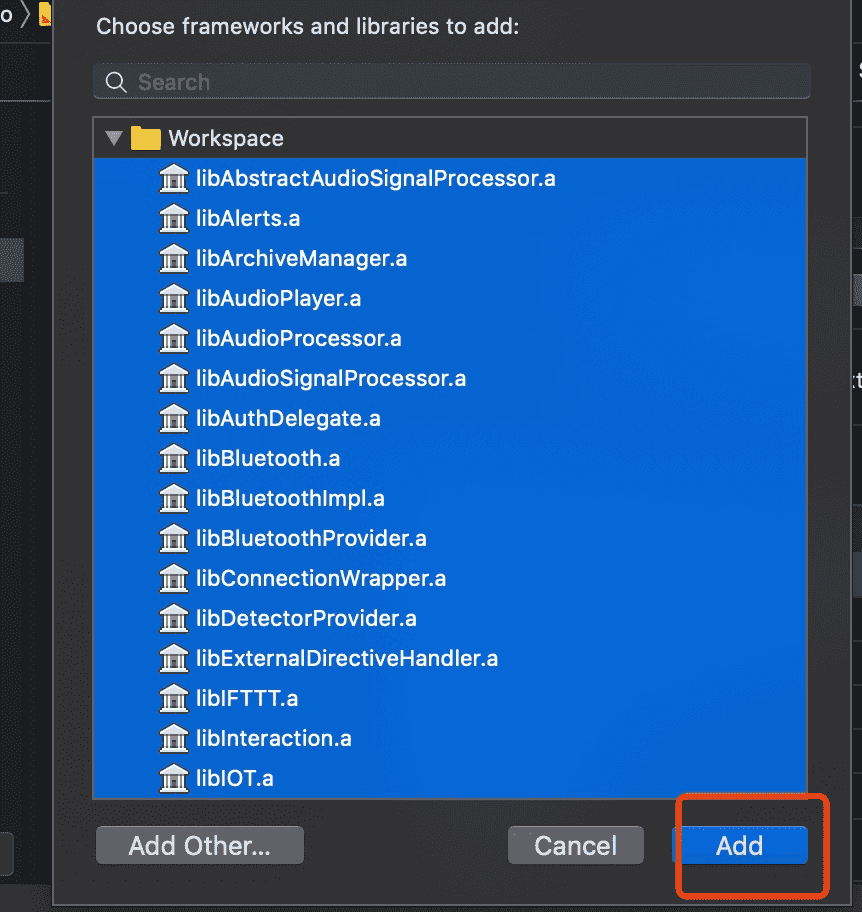 o
Choose frameworks and libraries to add:
Search
Workspace
libAbstractAudioSignalProcessor.a
libAlerts.a
libArchiveManager.a
libAudioPlayer.a
libAudioProcessor.a
libAudioSignalProcessor.a
libAuthDelegate.a
libBluetooth.a
libBluetoothImpl.a
libBluetoothProvider.a
libConnectionWrapper.a
libDetectorProvider.a
libExternalDirectiveHandler.a
libIFTTT.a
libInteraction.a
libIOT.a
Add Other...
Cancel
Add